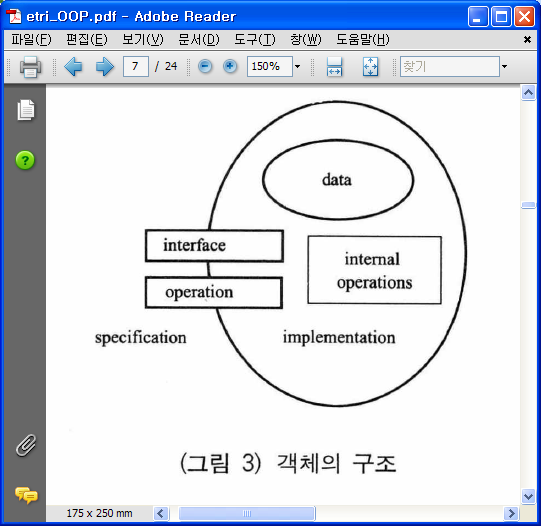 etri_OOP.pdf - Adobe Reader
파일(F) 편집(E) 보기(V) 문서(D) 도구(T) 창(W) 도움말(H)
7 / 24 150% 찾기
data
interface
internal
operations
operation
specification implementation
(그림 3) 객체의 구조
175 x 250 mm